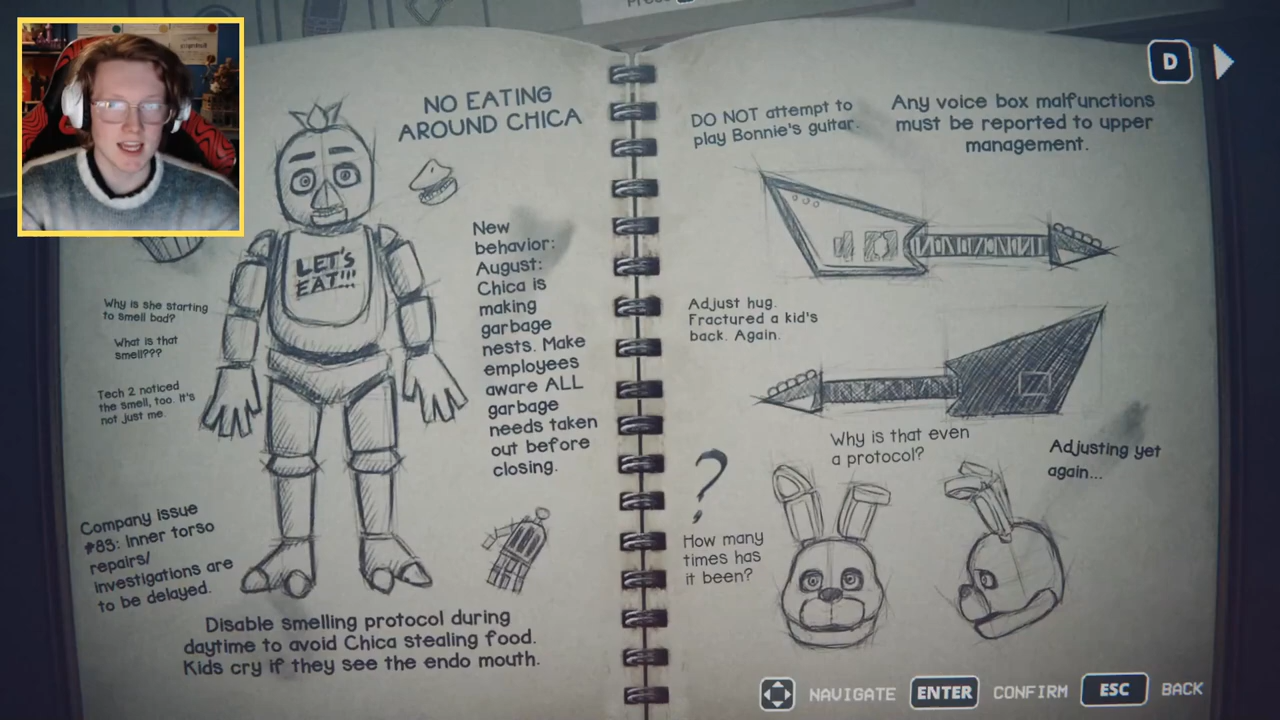 Press
NO EATING
AROUND CHICA
LET'S
EAT!!!
New
behavior:
August:
Chica is
making
garbage
nests. Make
employees
aware ALL
garbage
needs taken
out before
closing.
Why is she starting
to smell bad?
What is that
smell???
Tech 2 noticed
the smell, too. It's
not just me.
Company issue
#83: Inner torso
repairs/
investigations are
to be delayed.
Disable smelling protocol during
daytime to avoid Chica stealing food.
Kids cry if they see the endo mouth.
DO NOT attempt to
play Bonnie's guitar.
Any voice box malfunctions
must be reported to upper
management.
Adjust hug.
Fractured a kid's
back. Again.
Why is that even
a protocol?
Adjusting yet
again...
?
How many
times has
it been?
D
NAVIGATE ENTER CONFIRM ESC BACK